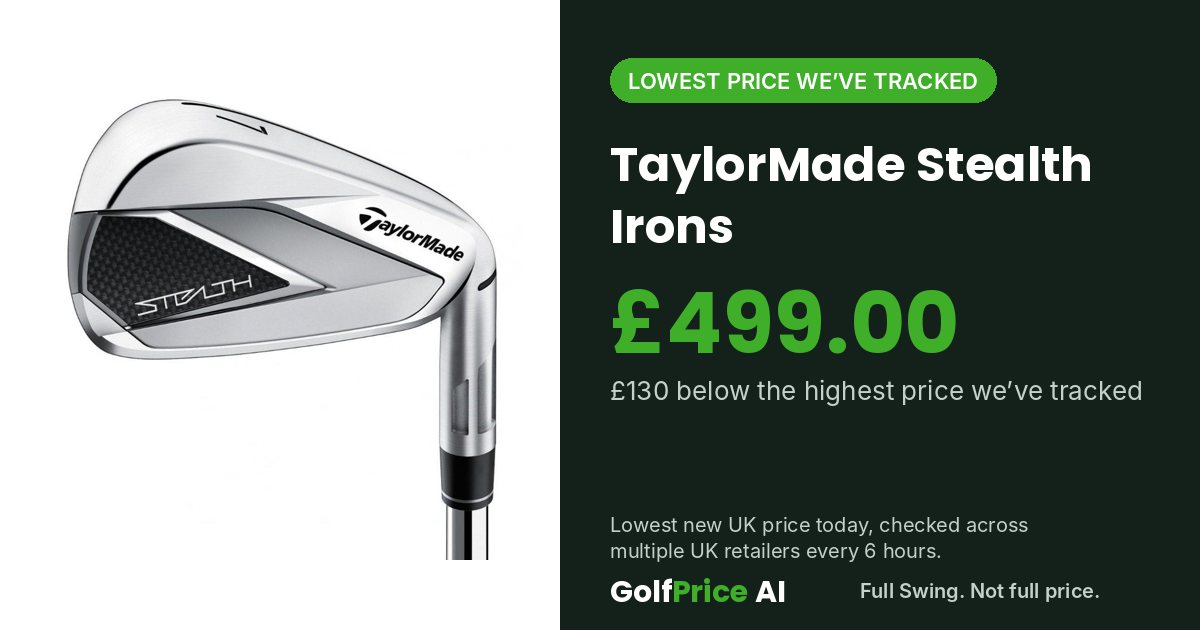 TaylorMade
STEALTH
LOWEST PRICE WE’VE TRACKED
TaylorMade Stealth
Irons
£499.00
£130 below the highest price we’ve tracked
Lowest new UK price today, checked across
multiple UK retailers every 6 hours.
GolfPrice AI
Full Swing. Not full price.